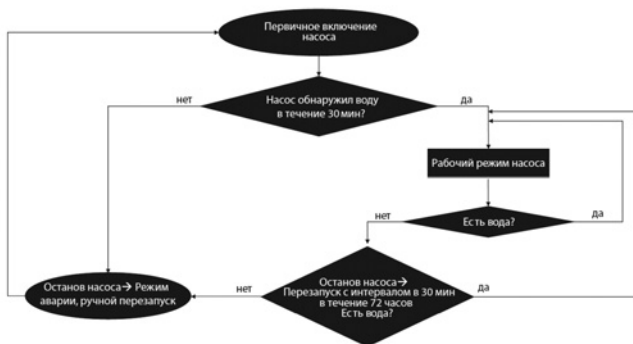 Первичное включение
насоса
нет
Насос обнаружил воду
в течение 30 мин?
да
Рабочий режим насоса
нет
Есть вода?
да
Останов насоса→ Режим
аварии, ручной перезапуск
нет
Останов насоса→
Перезапуск с интервалом в 30 мин
в течение 72 часов
Есть вода?
да